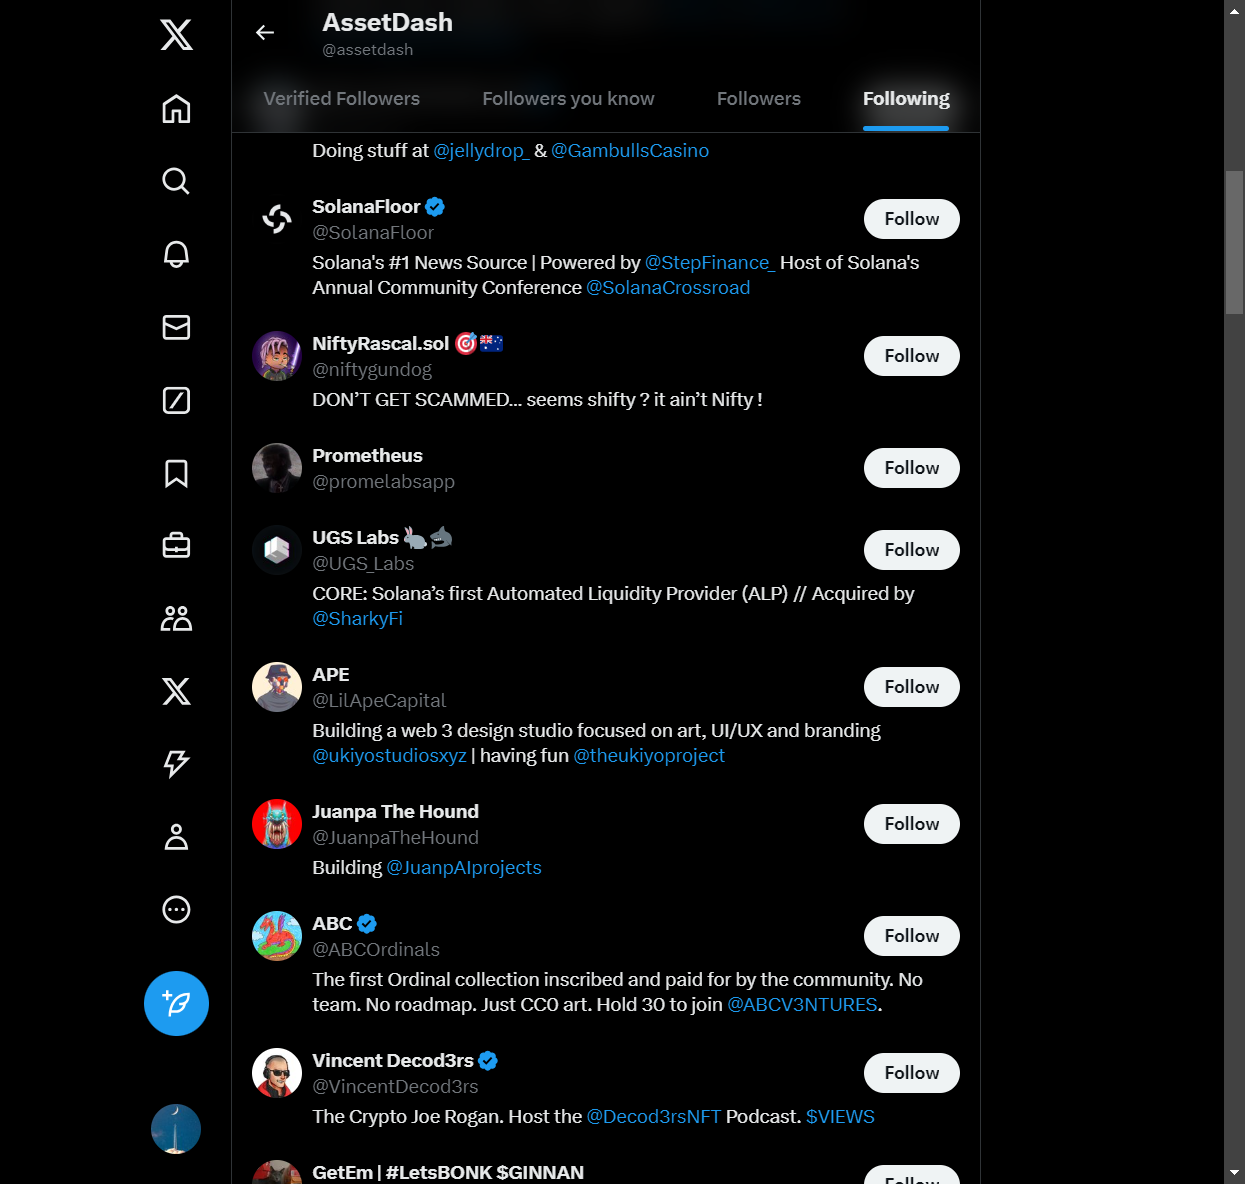 AssetDash
@assetdash
Verified Followers
Followers you know
Followers
Following
Doing stuff at @jellydrop_ & @GambullsCasino
SolanaFloor
@SolanaFloor
Follow
Solana's #1 News Source | Powered by @StepFinance_ Host of Solana's
Annual Community Conference @SolanaCrossroad
NiftyRascal.sol 🎯🇦🇺
@niftygundog
Follow
DON’T GET SCAMMED... seems shifty ? it ain’t Nifty !
Prometheus
@promelabsapp
Follow
UGS Labs 🐇🦈
@UGS_Labs
Follow
CORE: Solana’s first Automated Liquidity Provider (ALP) // Acquired by
@SharkyFi
APE
@LilApeCapital
Follow
Building a web 3 design studio focused on art, UI/UX and branding
@ukiyostudiosxyz | having fun @theukiyoproject
Juanpa The Hound
@JuanpaTheHound
Follow
Building @JuanpAIprojects
ABC
@ABCOrdinals
Follow
The first Ordinal collection inscribed and paid for by the community. No
team. No roadmap. Just CC0 art. Hold 30 to join @ABCV3NTURES.
Vincent Decod3rs
@VincentDecod3rs
Follow
The Crypto Joe Rogan. Host the @Decod3rsNFT Podcast. $VIEWS
GetEm | #LetsBONK $GINNAN
Follow